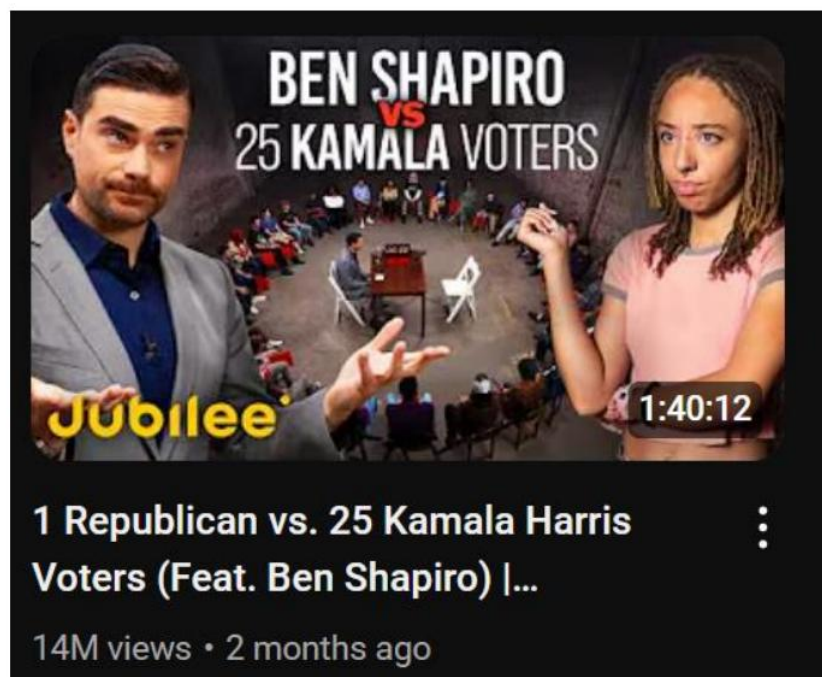 BEN SHAPIRO
VS
25 KAMALA VOTERS
Jubilee
1:40:12
1 Republican vs. 25 Kamala Harris
Voters (Feat. Ben Shapiro) |...
14M views • 2 months ago